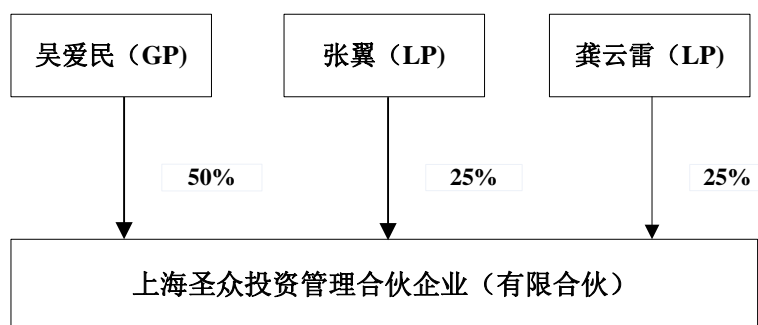 吴爱民（GP)
张翼（LP）
龚云雷（LP）
50%
25%
25%
上海圣众投资管理合伙企业（有限合伙）